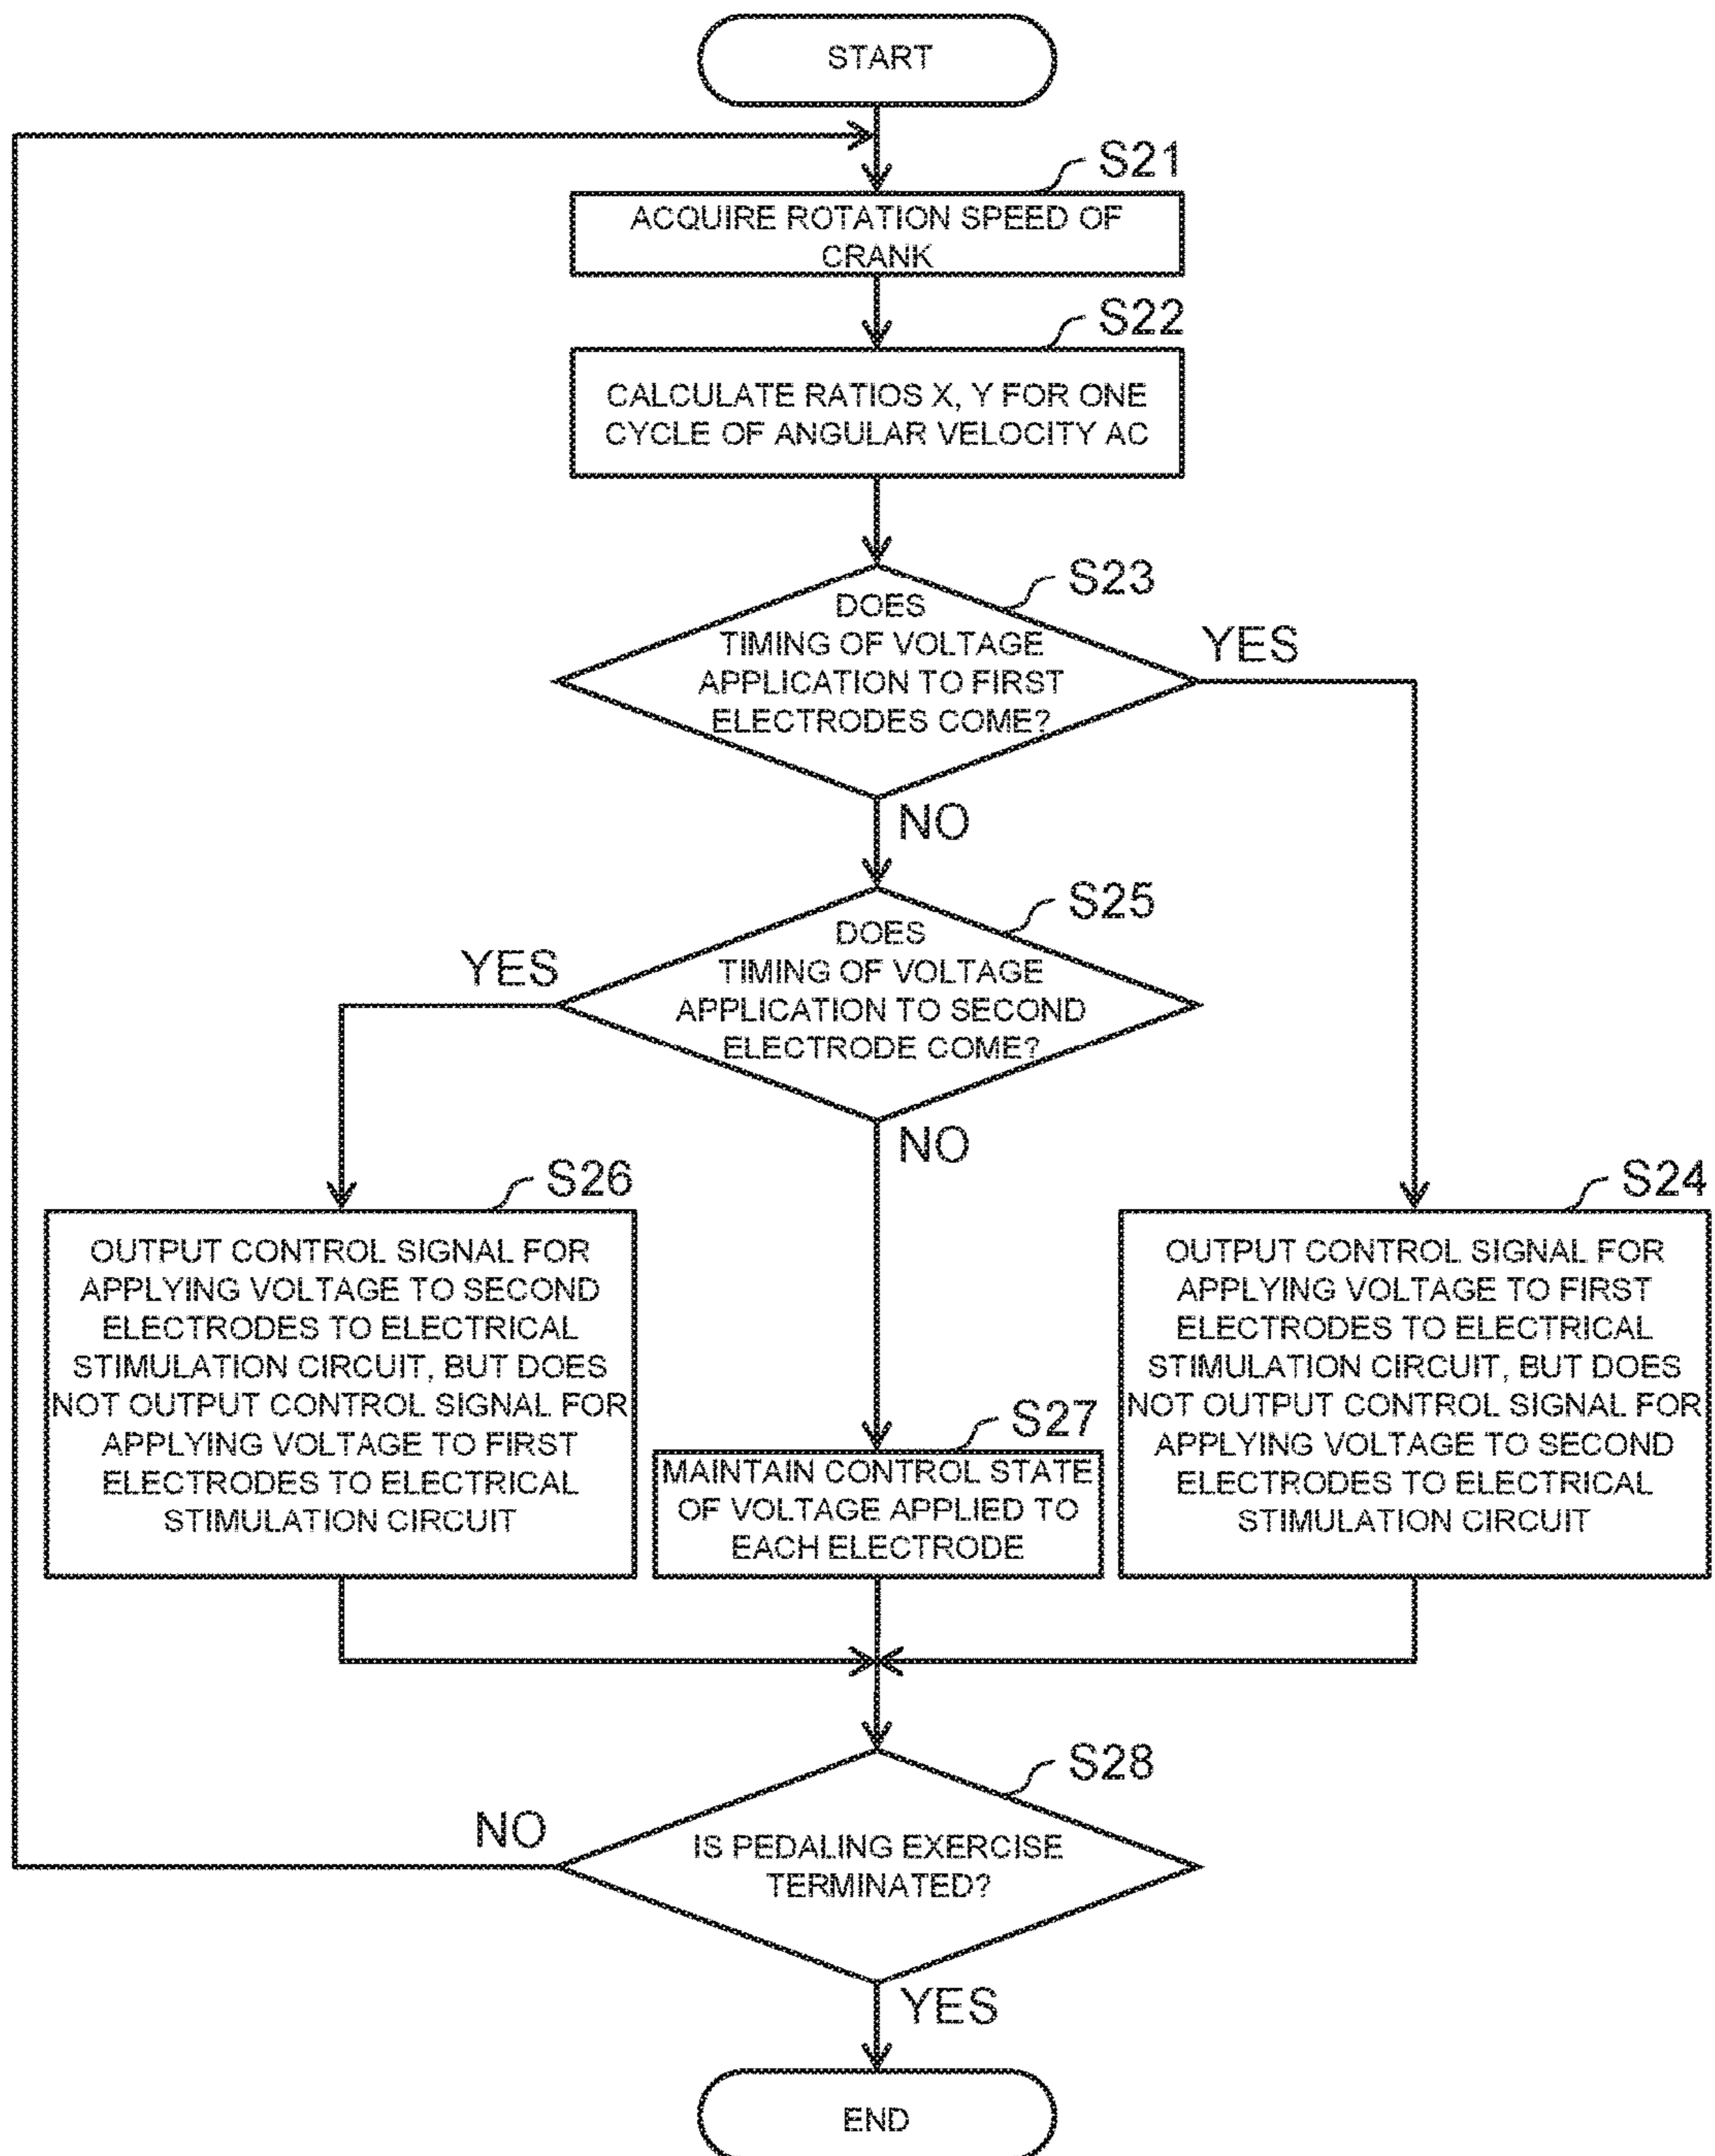 START
S21
ACQUIRE ROTATION SPEED OF
CRANK
S22
CALCULATE RATIOS X, Y FOR ONE
CYCLE OF ANGULAR VELOCITY AC
S23
DOES
TIMING OF VOLTAGE
APPLICATION TO FIRST
ELECTRODES COME?
YES
NO
S25
DOES
TIMING OF VOLTAGE
APPLICATION TO SECOND
ELECTRODE COME?
YES
NO
S26
OUTPUT CONTROL SIGNAL FOR
APPLYING VOLTAGE TO SECOND
ELECTRODES TO ELECTRICAL
STIMULATION CIRCUIT, BUT DOES
NOT OUTPUT CONTROL SIGNAL FOR
APPLYING VOLTAGE TO FIRST
ELECTRODES TO ELECTRICAL
STIMULATION CIRCUIT
S27
MAINTAIN CONTROL STATE
OF VOLTAGE APPLIED TO
EACH ELECTRODE
S24
OUTPUT CONTROL SIGNAL FOR
APPLYING VOLTAGE TO FIRST
ELECTRODES TO ELECTRICAL
STIMULATION CIRCUIT, BUT DOES
NOT OUTPUT CONTROL SIGNAL FOR
APPLYING VOLTAGE TO SECOND
ELECTRODES TO ELECTRICAL
STIMULATION CIRCUIT
S28
IS PEDALING EXERCISE
TERMINATED?
NO
YES
END